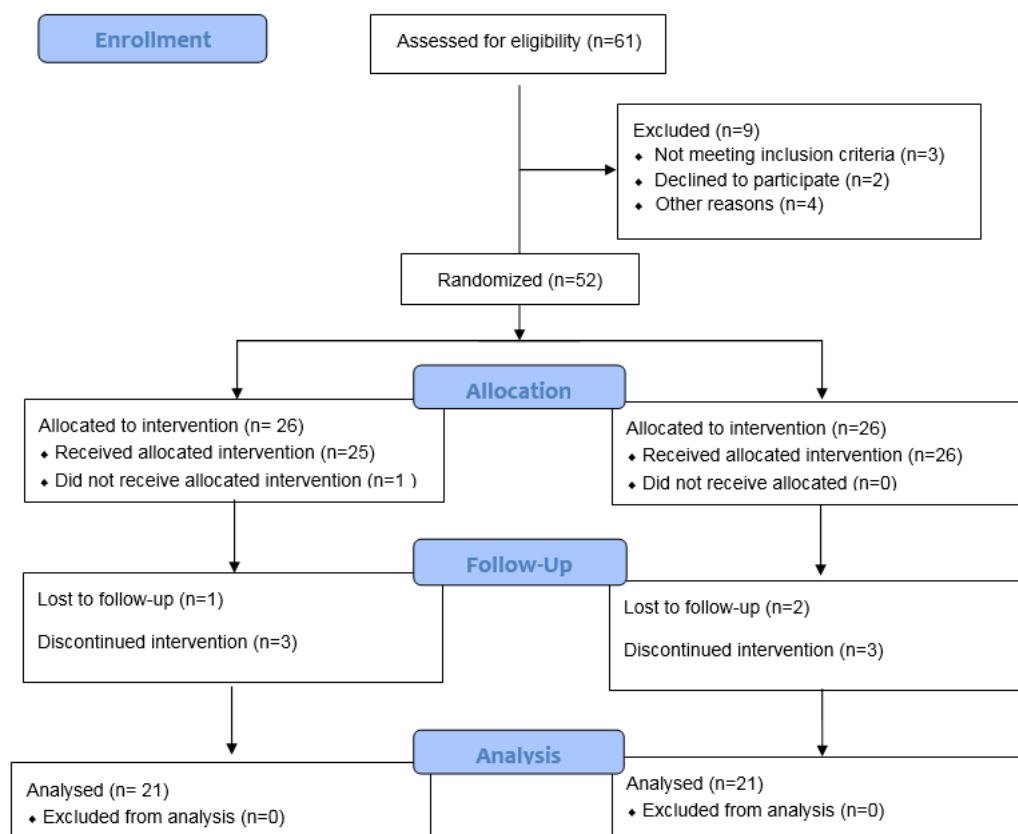 Enrollment
Assessed for eligibility (n=61)
Excluded (n=9)
⬥ Not meeting inclusion criteria (n=3)
⬥ Declined to participate (n=2)
⬥ Other reasons (n=4)
Randomized (n=52)
Allocation
Allocated to intervention (n= 26)
⬥ Received allocated intervention (n=25)
⬥ Did not receive allocated intervention (n=1 )
Allocated to intervention (n=26)
⬥ Received allocated intervention (n=26)
⬥ Did not receive allocated (n=0)
Follow-Up
Lost to follow-up (n=1)
Discontinued intervention (n=3)
Lost to follow-up (n=2)
Discontinued intervention (n=3)
Analysis
Analysed (n= 21)
⬥ Excluded from analysis (n=0)
Analysed (n=21)
⬥ Excluded from analysis (n=0)